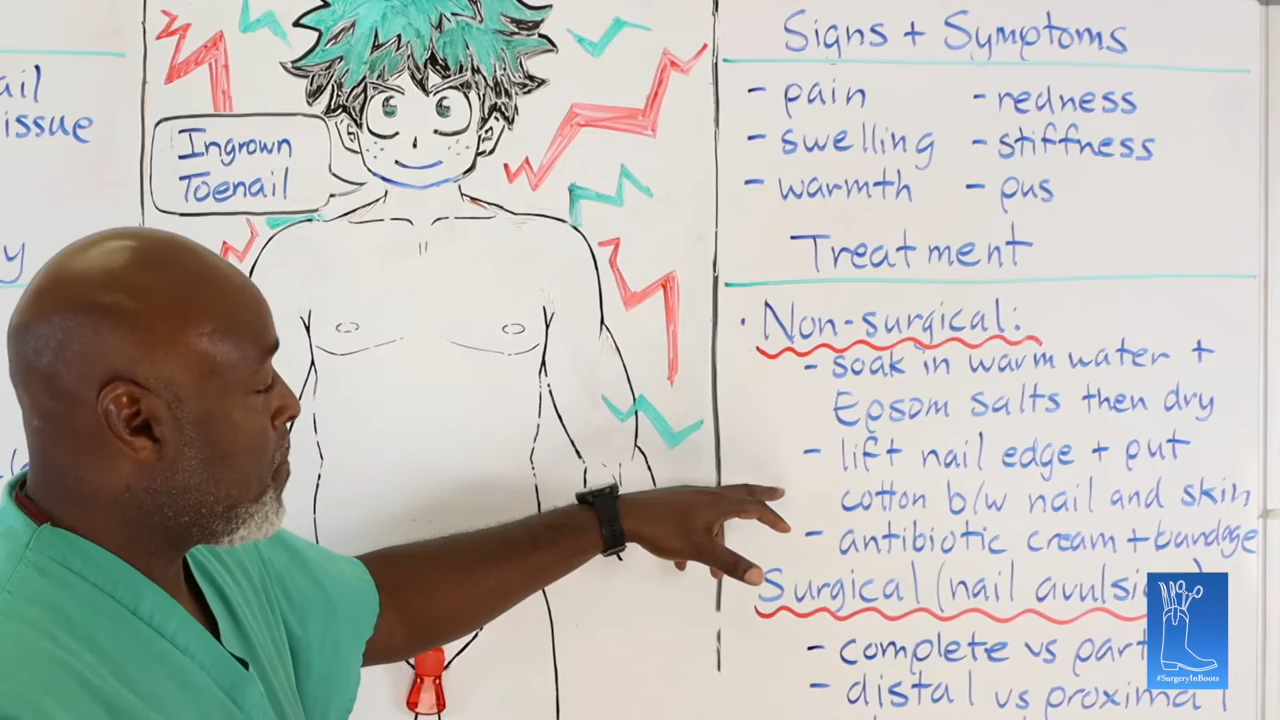 ail
issue
y
Ingrown
Toenail
Signs + Symptoms
- pain
- redness
- swelling
- stiffness
- warmth
- pus
Treatment
· Non-surgical:
- soak in warm water +
Epsom salts then dry
- lift nail edge + put
cotton b/w nail and skin
- antibiotic cream + bandage
Surgical (nail avulsi
- complete vs part
- distal vs proximal
#SurgeryInBoots